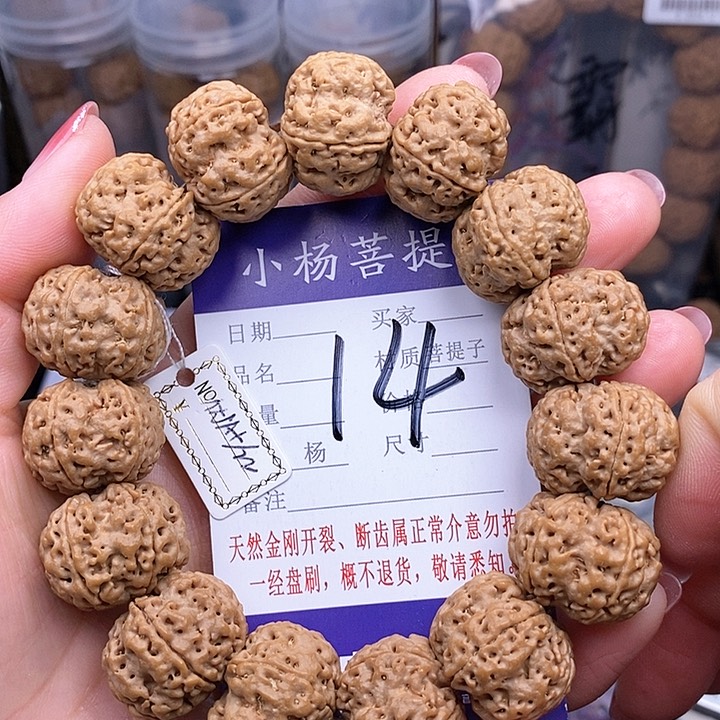 霸
小杨菩提
日期 买家
品名 材质 菩提子
14
杨 尺寸
备注
天然金刚开裂、断齿属正常介意勿拍
一经盘刷，概不退货，敬请悉知。